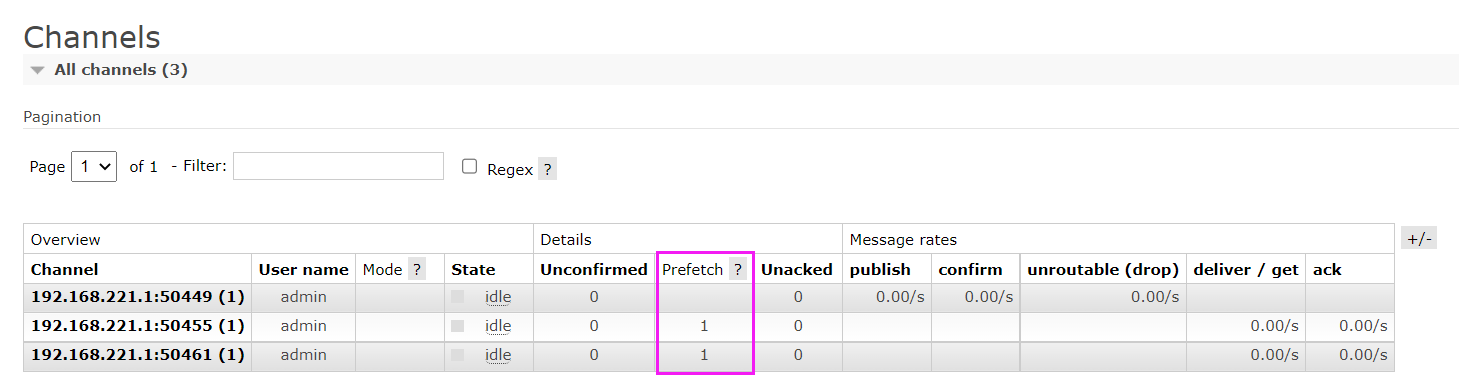 Channels
All channels (3)
Pagination
Page 1 of 1 - Filter: Regex ?
Overview Details Message rates +/-
Channel User name Mode ? State Unconfirmed Prefetch ? Unacked publish confirm unroutable (drop) deliver / get ack
192.168.221.1:50449 (1) admin idle 0 0 0.00/s 0.00/s 0.00/s
192.168.221.1:50455 (1) admin idle 0 1 0 0.00/s 0.00/s
192.168.221.1:50461 (1) admin idle 0 1 0 0.00/s 0.00/s